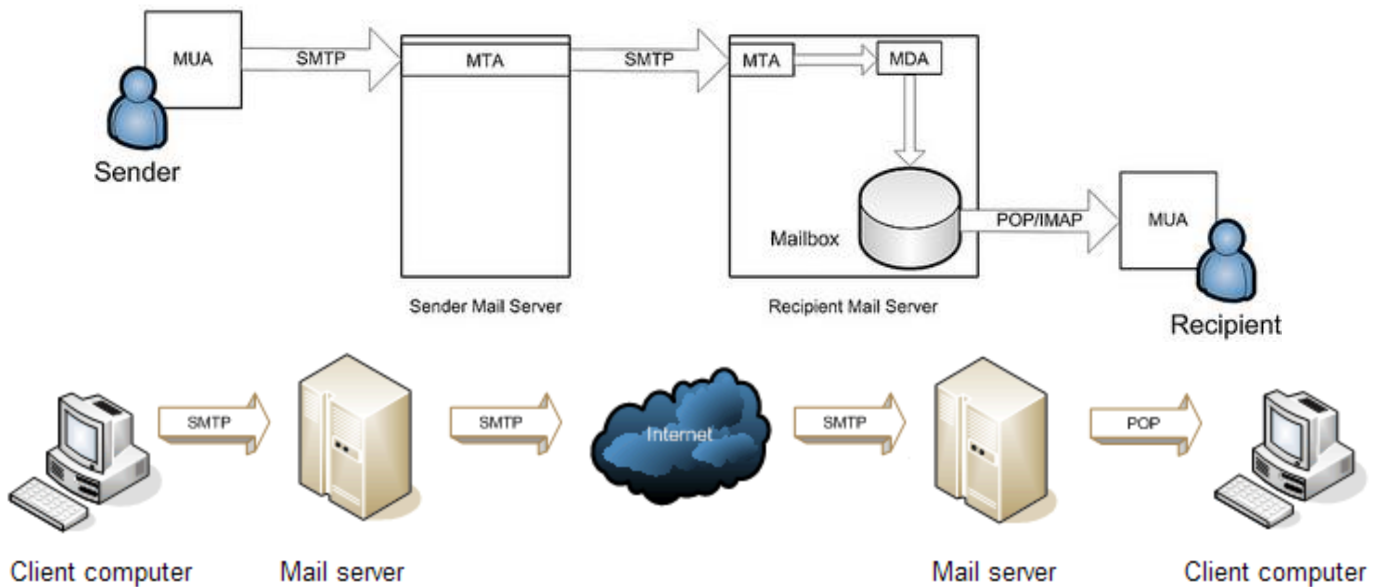 MUA
SMTP
MTA
SMTP
MTA
MDA
Sender
Mailbox
POP/IMAP
MUA
Sender Mail Server
Recipient Mail Server
Recipient
SMTP
SMTP
Internet
SMTP
POP
Client computer
Mail server
Mail server
Client computer